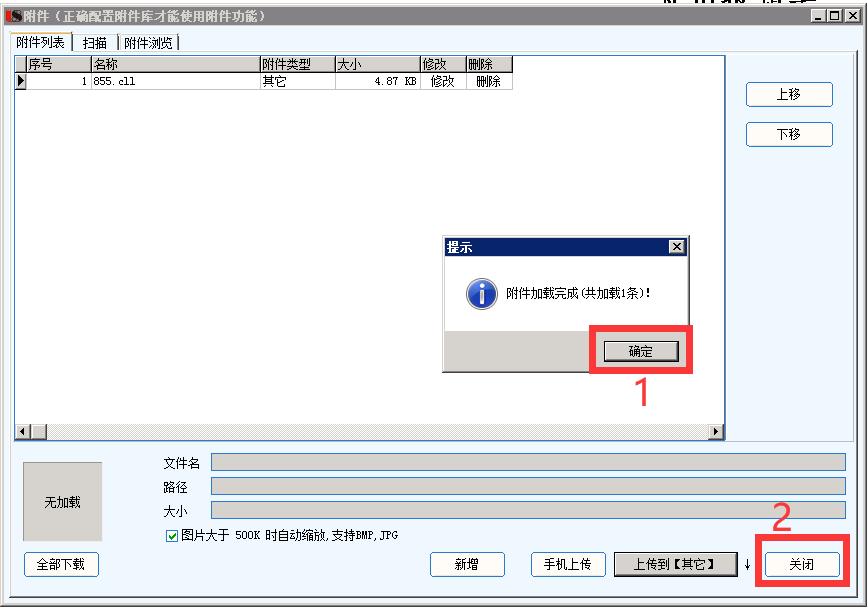 附件（正确配置附件库才能使用附件功能）
附件列表 扫描 附件浏览
序号 名称 附件类型 大小 修改 删除
1 855.cll 其它 4.87 KB 修改 删除
上移
下移
提示
附件加载完成(共加载1条)!
确定
1
文件名
路径
大小
无加载
图片大于 500K 时自动缩放,支持BMP,JPG
2
全部下载 新增 手机上传 上传到【其它】 ↓ 关闭